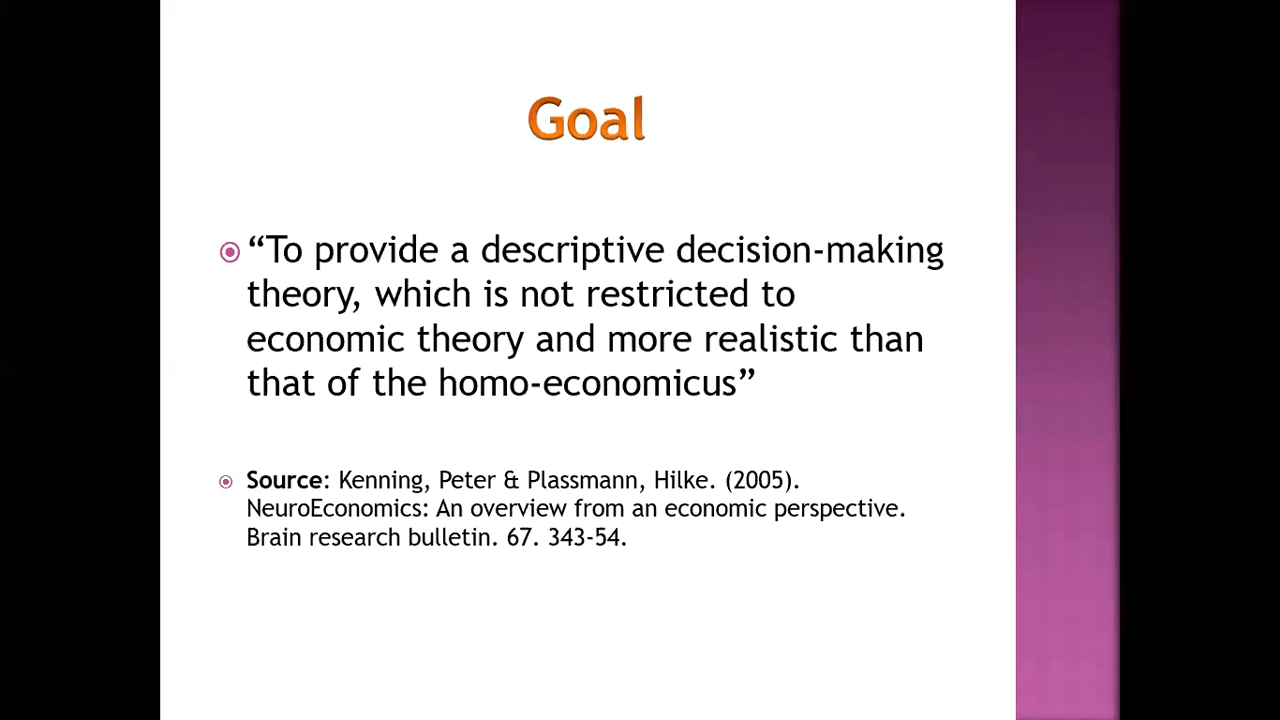 Goal
“To provide a descriptive decision-making
theory, which is not restricted to
economic theory and more realistic than
that of the homo-economicus”
Source: Kenning, Peter & Plassmann, Hilke. (2005).
NeuroEconomics: An overview from an economic perspective.
Brain research bulletin. 67. 343-54.